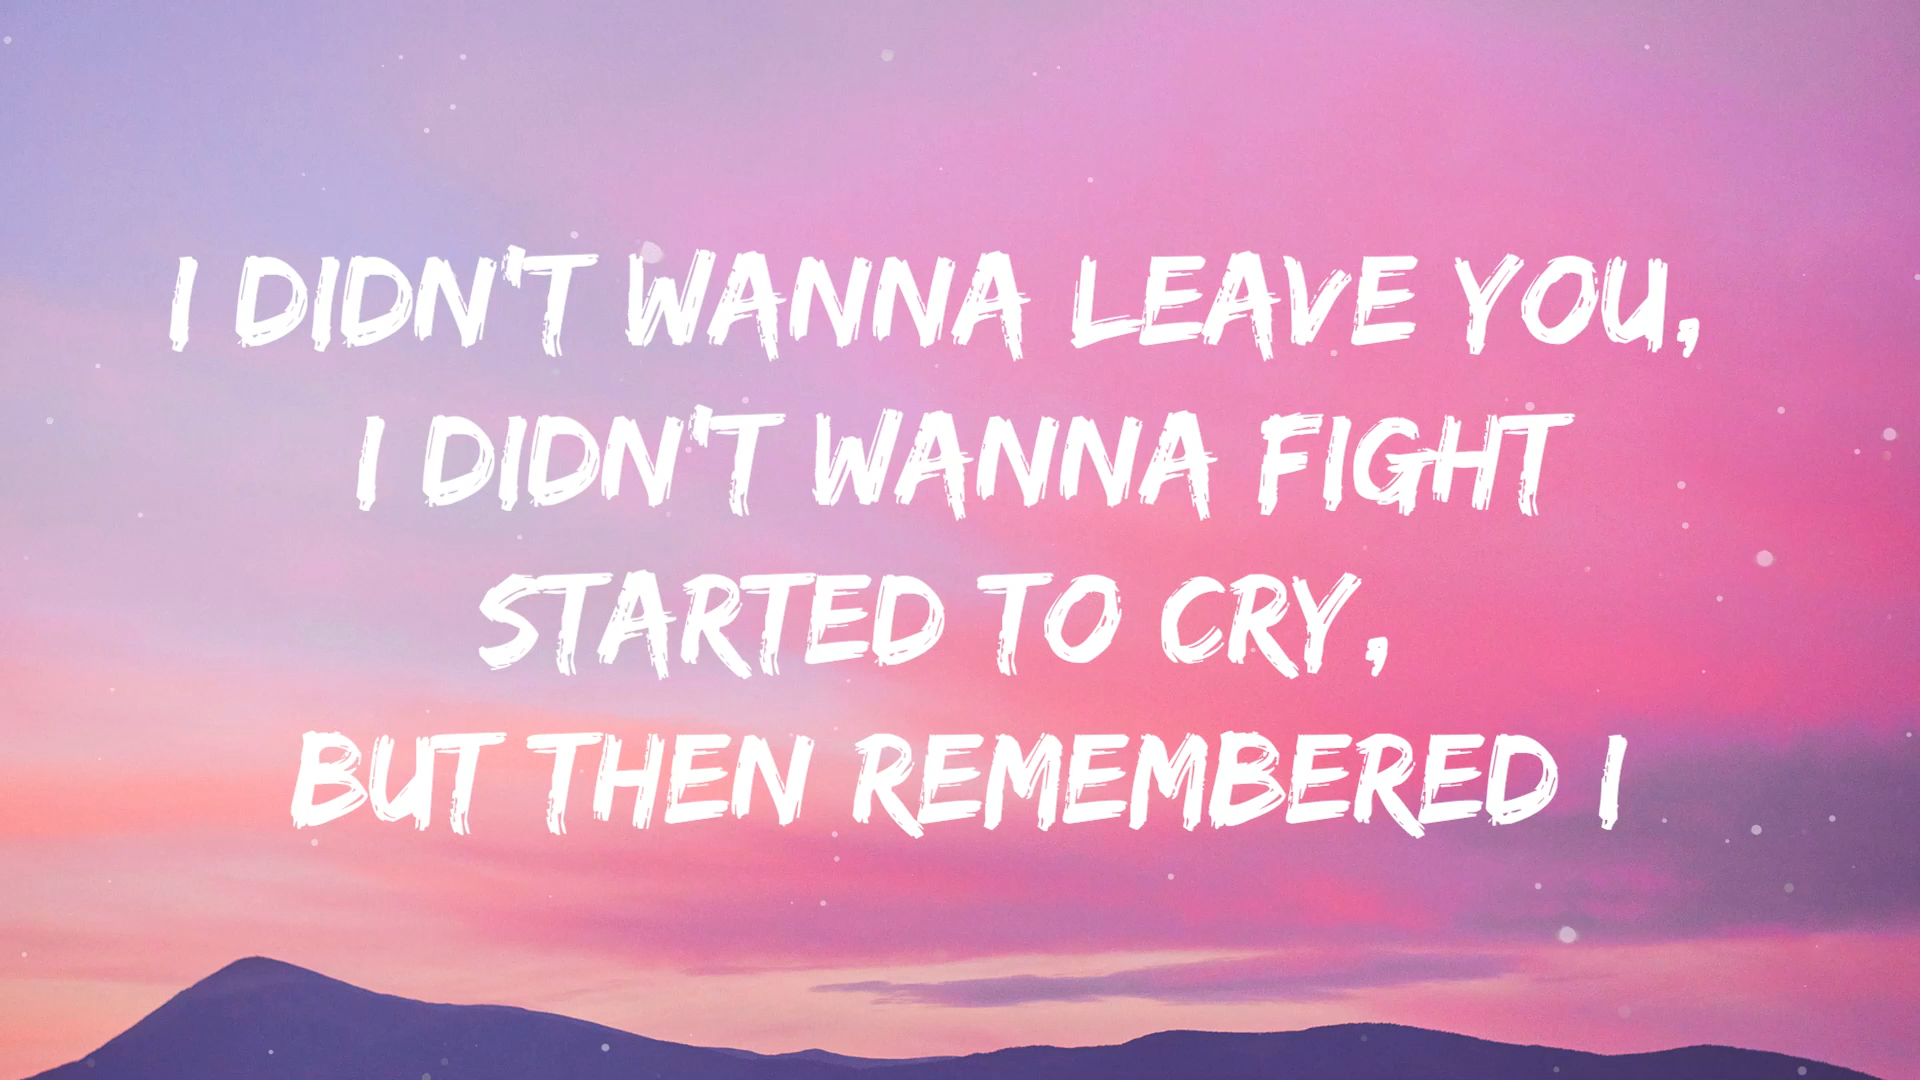 I DIDN'T WANNA LEAVE YOU,
I DIDN'T WANNA FIGHT
STARTED TO CRY,
BUT THEN REMEMBERED I